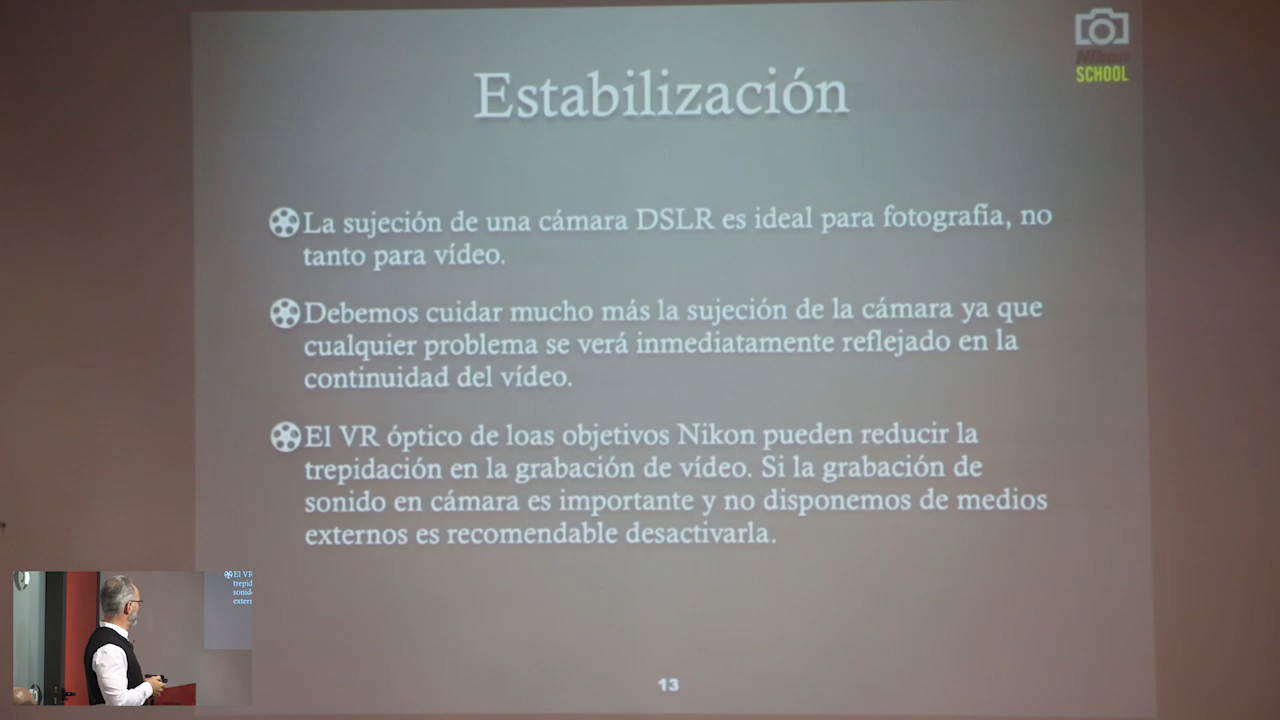 Nikon
SCHOOL
Estabilización
La sujeción de una cámara DSLR es ideal para fotografía, no
tanto para vídeo.
Debemos cuidar mucho más la sujeción de la cámara ya que
cualquier problema se verá inmediatamente reflejado en la
continuidad del vídeo.
El VR óptico de loas objetivos Nikon pueden reducir la
trepidación en la grabación de vídeo. Si la grabación de
sonido en cámara es importante y no disponemos de medios
externos es recomendable desactivarla.
El VR
trepid
sonid
extern
13